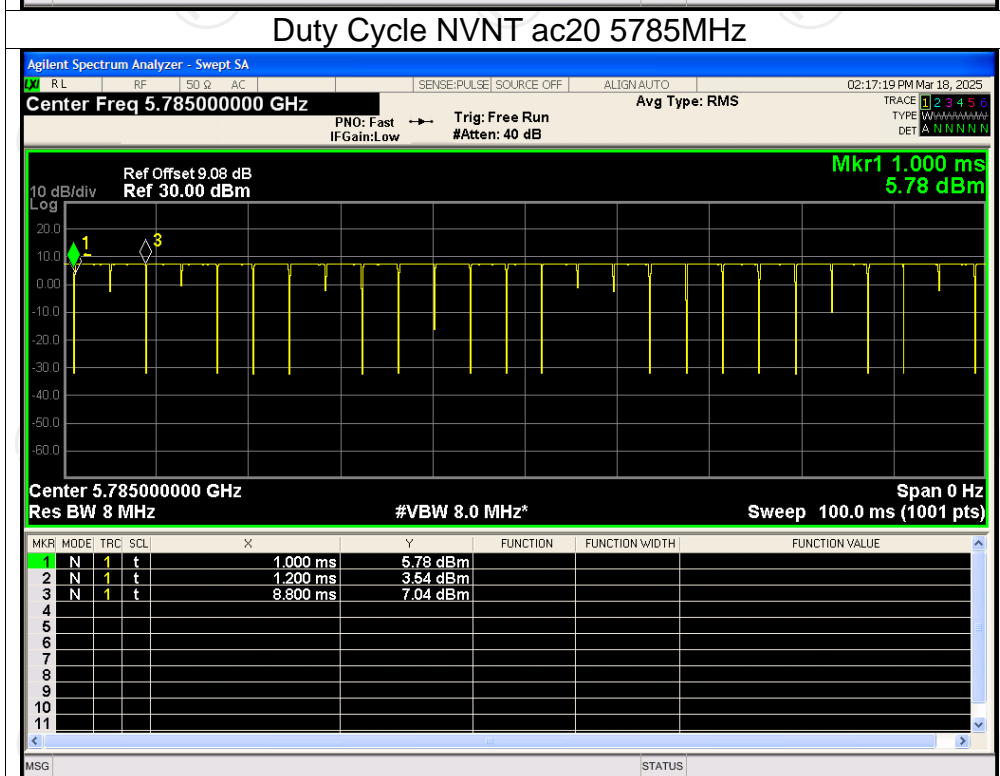 Duty Cycle NVNT ac20 5785MHz
Agilent Spectrum Analyzer - Swept SA
LXI RL RF 50 Ω AC SENSE:PULSE SOURCE OFF ALIGN AUTO 02:17:19 PM Mar 18, 2025
Center Freq 5.785000000 GHz Avg Type: RMS TRACE 1 2 3 4 5 6
PNO: Fast Trig: Free Run TYPE WWWWWW
IFGain:Low #Atten: 40 dB DET A N N N N N
Mkr1 1.000 ms
Ref Offset 9.08 dB
10 dB/div Ref 30.00 dBm 5.78 dBm
Log
20.0
1 3
10.0
0.00
-10.0
-20.0
-30.0
-40.0
-50.0
-60.0
Center 5.785000000 GHz Span 0 Hz
Res BW 8 MHz #VBW 8.0 MHz* Sweep 100.0 ms (1001 pts)
MKR MODE TRC SCL X Y FUNCTION FUNCTION WIDTH FUNCTION VALUE
1 N 1 t 1.000 ms 5.78 dBm
2 N 1 t 1.200 ms 3.54 dBm
3 N 1 t 8.800 ms 7.04 dBm
4
5
6
7
8
9
10
11
MSG STATUS